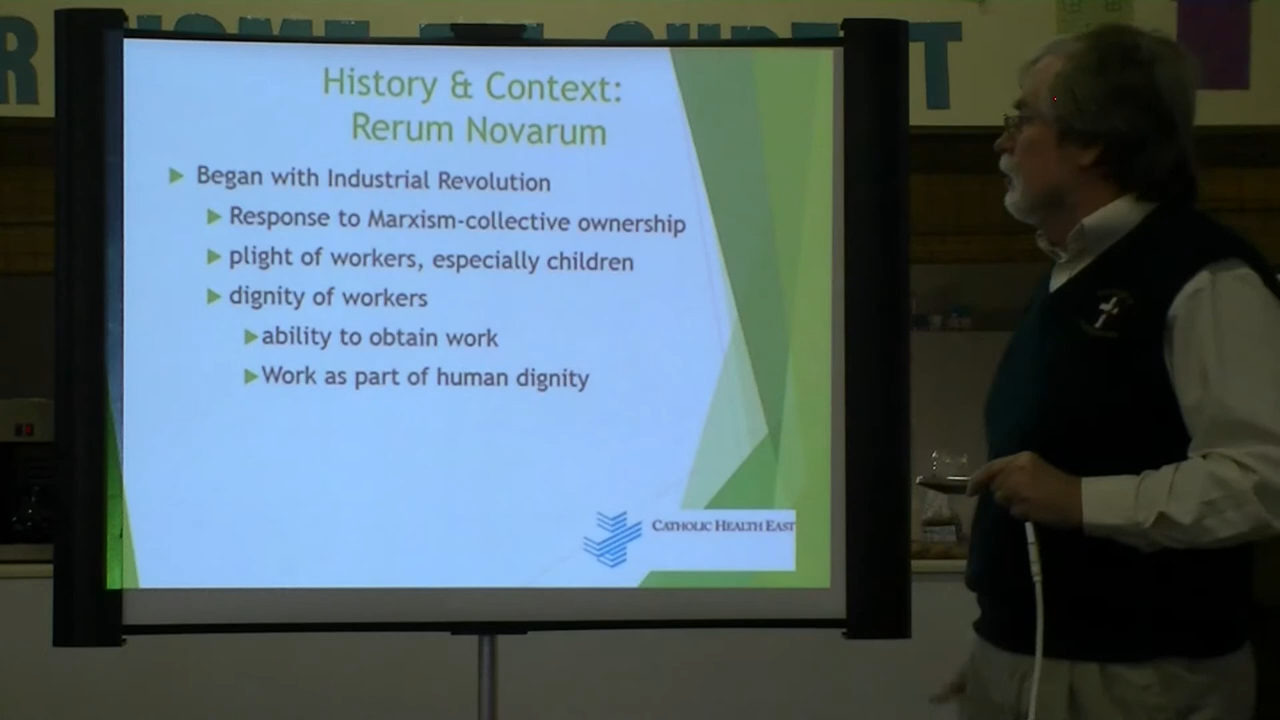 History & Context:
Rerum Novarum
Began with Industrial Revolution
Response to Marxism-collective ownership
plight of workers, especially children
dignity of workers
ability to obtain work
Work as part of human dignity
CATHOLIC HEALTH EAST